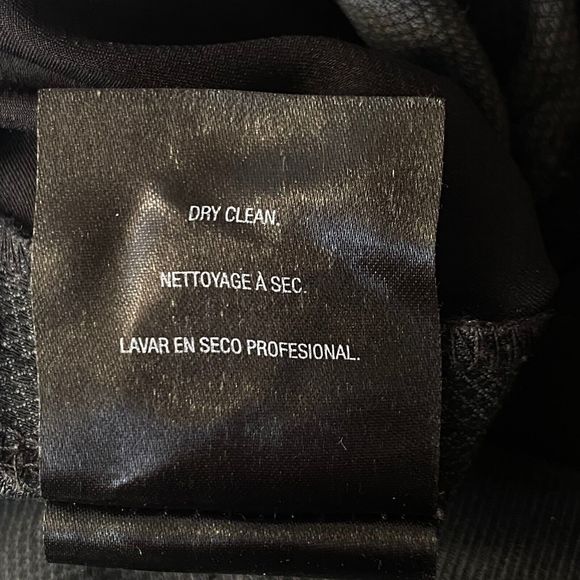 DRY CLEAN.
NETTOYAGE À SEC.
LAVAR EN SECO PROFESIONAL.